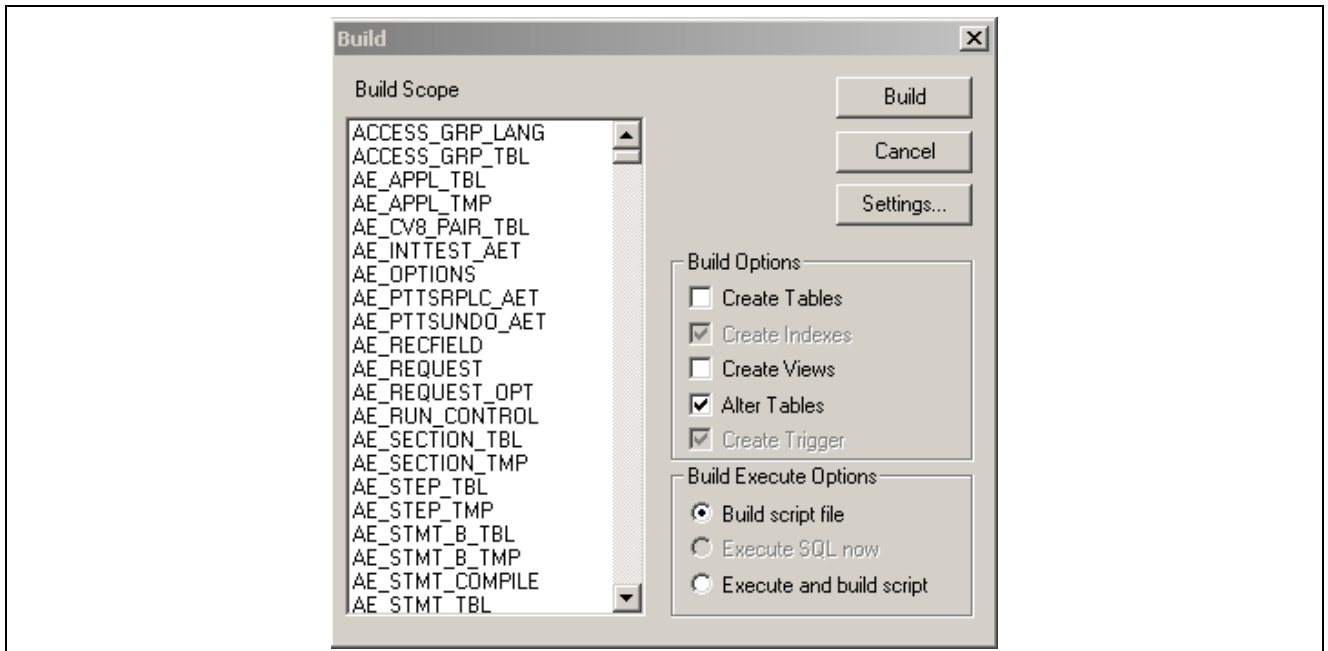 Build
Build Scope
ACCESS_GRP_LANG
ACCESS_GRP_TBL
AE_APPL_TBL
AE_APPL_TMP
AE_CV8_PAIR_TBL
AE_INTTEST_AET
AE_OPTIONS
AE_PTTSRPLC_AET
AE_PTTSUNDO_AET
AE_RECFIELD
AE_REQUEST
AE_REQUEST_OPT
AE_RUN_CONTROL
AE_SECTION_TBL
AE_SECTION_TMP
AE_STEP_TBL
AE_STEP_TMP
AE_STMT_B_TBL
AE_STMT_B_TMP
AE_STMT_COMPILE
AE_STMT_TBL
Build
Cancel
Settings...
Build Options
Create Tables
Create Indexes
Create Views
Alter Tables
Create Trigger
Build Execute Options
Build script file
Execute SQL now
Execute and build script